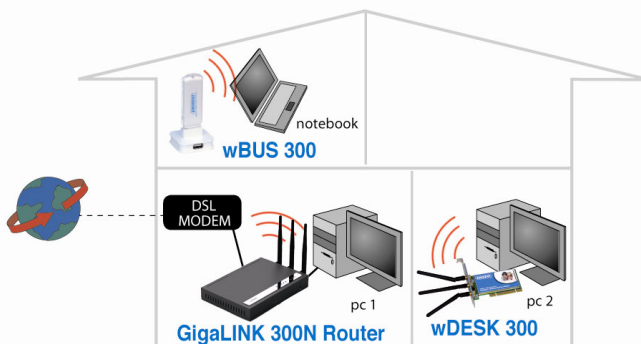 notebook
wBUS 300
DSL
MODEM
pc 1
GigaLINK 300N Router
pc 2
wDESK 300